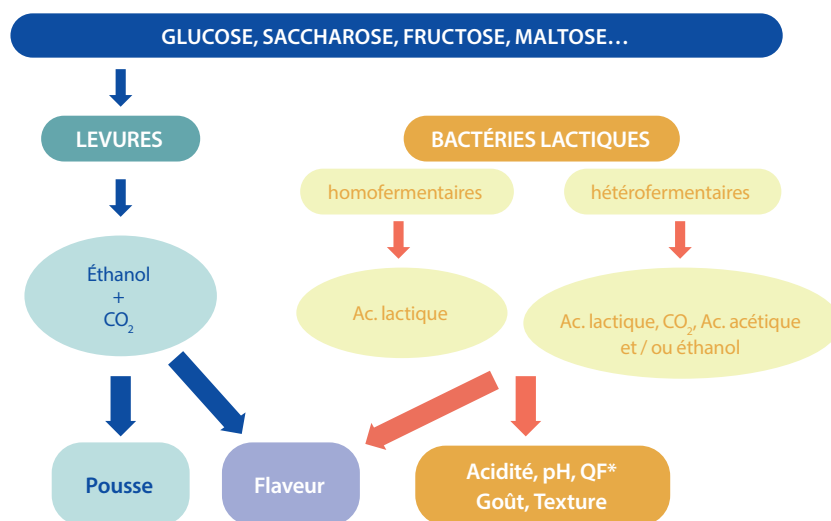 GLUCOSE, SACCHAROSE, FRUCTOSE, MALTOSE…
LEVURES
BACTÉRIES LACTIQUES
homofermentaires
hétérofermentaires
Éthanol
+
CO₂
Ac. lactique
Ac. lactique, CO₂, Ac. acétique
et / ou éthanol
Pousse
Flaveur
Acidité, pH, QF*
Goût, Texture